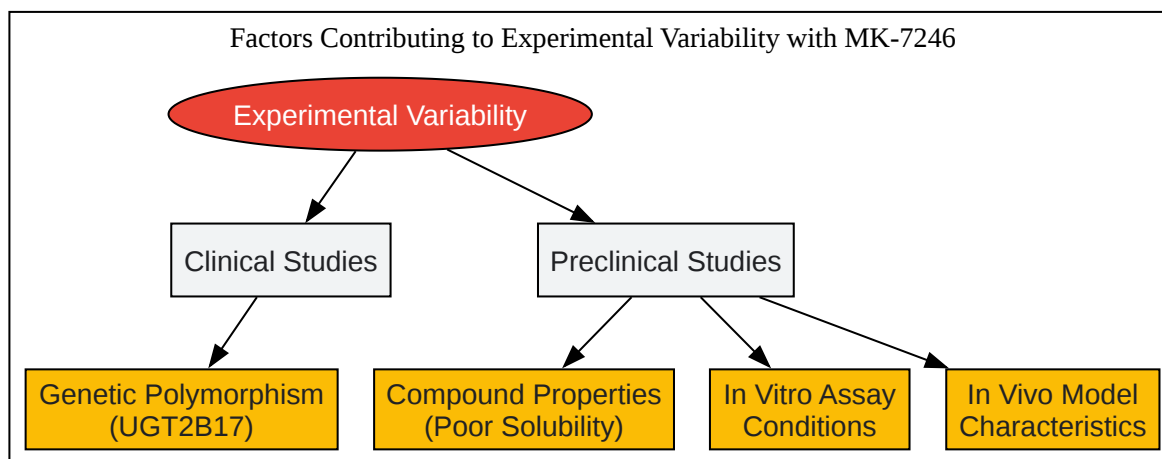 Factors Contributing to Experimental Variability with MK-7246
Experimental Variability
Clinical Studies
Preclinical Studies
Genetic Polymorphism
(UGT2B17)
Compound Properties
(Poor Solubility)
In Vitro Assay
Conditions
In Vivo Model
Characteristics